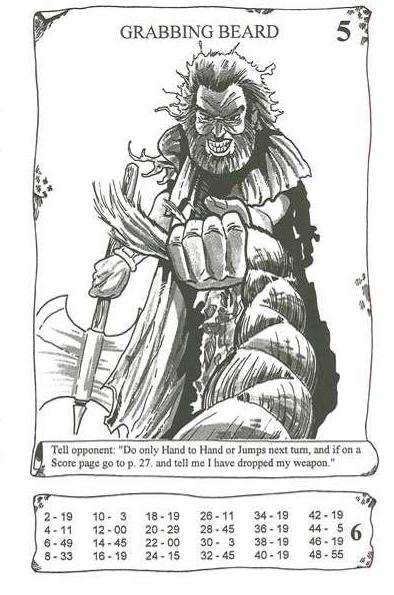 GRABBING BEARD 5
Tell opponent: "Do only Hand to Hand or Jumps next turn, and if on a
Score page go to p. 27. and tell me I have dropped my weapon."
2 - 19 10 - 3 18 - 19 26 - 11 34 - 19 42 - 19
4 - 11 12 - 00 20 - 29 28 - 45 36 - 19 44 - 5
6 - 49 14 - 45 22 - 00 30 - 3 38 - 19 46 - 19
8 - 33 16 - 19 24 - 15 32 - 45 40 - 19 48 - 55
6